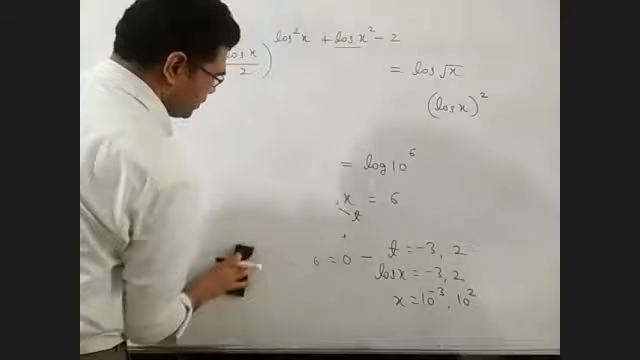 log²x + log x² - 2
log x / 2 )
= log √x
(log x)²
= log 10⁶
x = 6
t
6 = 0 - t = -3, 2
log x = -3, 2
x = 10⁻³, 10²